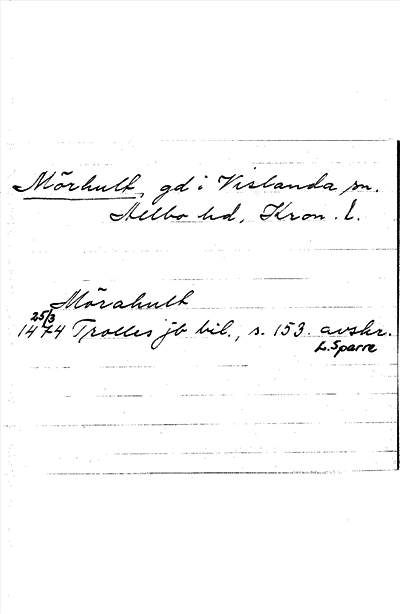 Mörhult, gd i Vislanda sn.
Allbo hd, Kron. l.
Mörahult
25/3
1474 Trolles jb bil., s. 153. avskr.
L. Sparre